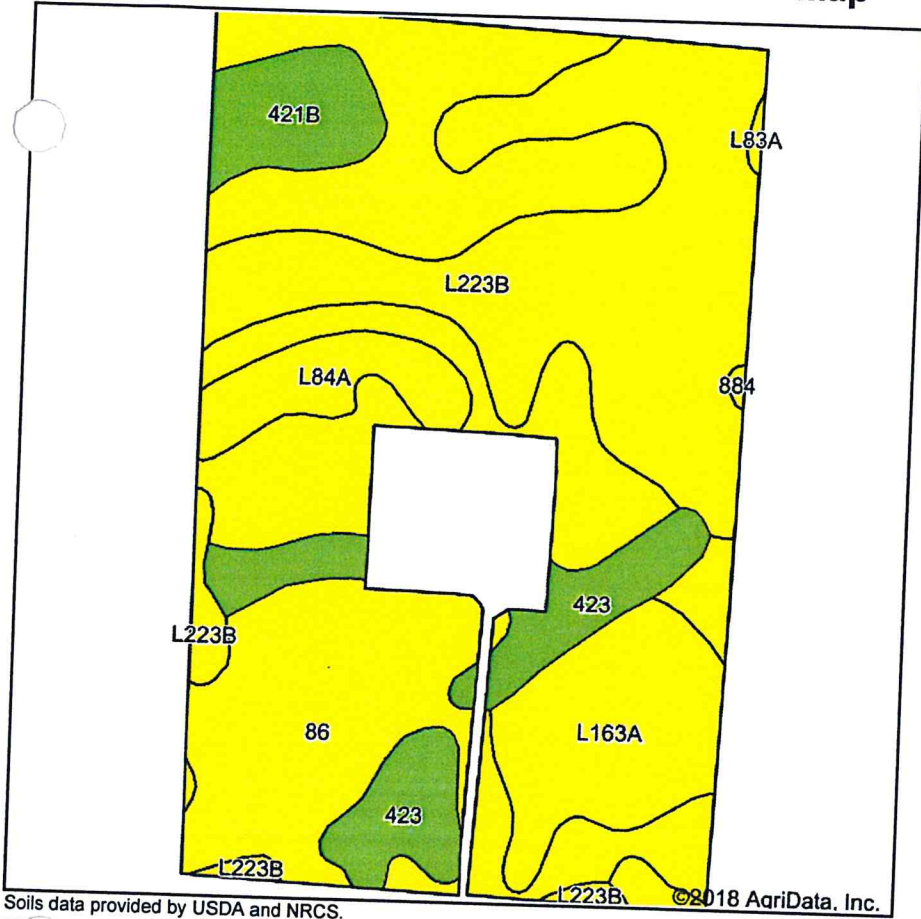 421B
L83A
L223B
L84A
884
423
L223B
86
L163A
423
L223B
L223B
©2018 AgriData, Inc.
Soils data provided by USDA and NRCS.